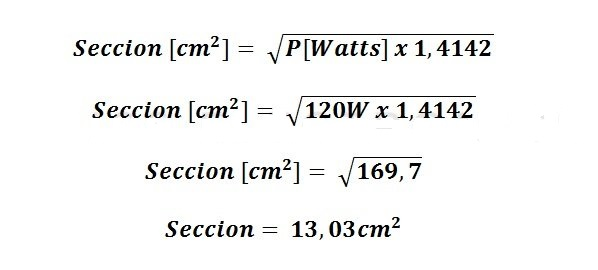 Seccion [cm²] = √P[Watts] x 1,4142
Seccion [cm²] = √120W x 1,4142
Seccion [cm²] = √169,7
Seccion = 13,03cm²